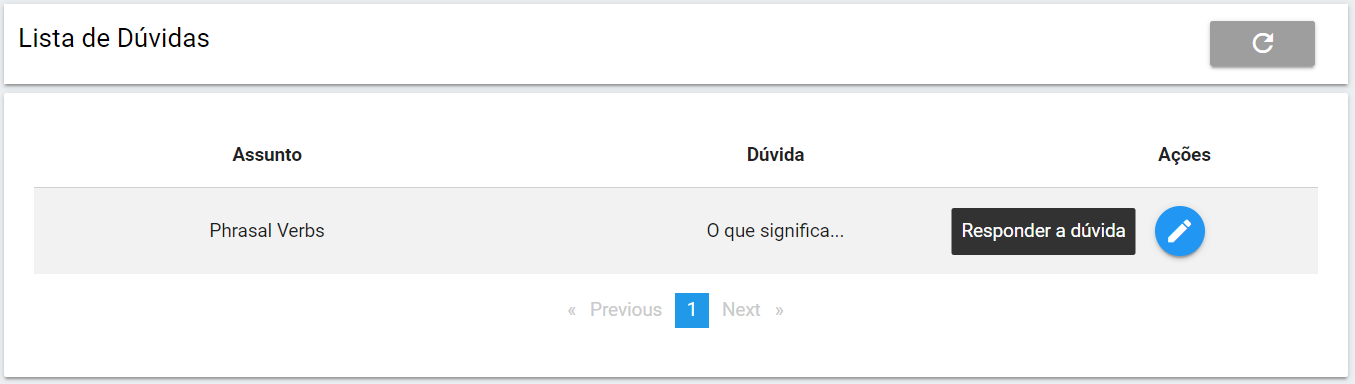 Lista de Dúvidas
Assunto Dúvida Ações
Phrasal Verbs O que significa... Responder a dúvida
« Previous 1 Next »